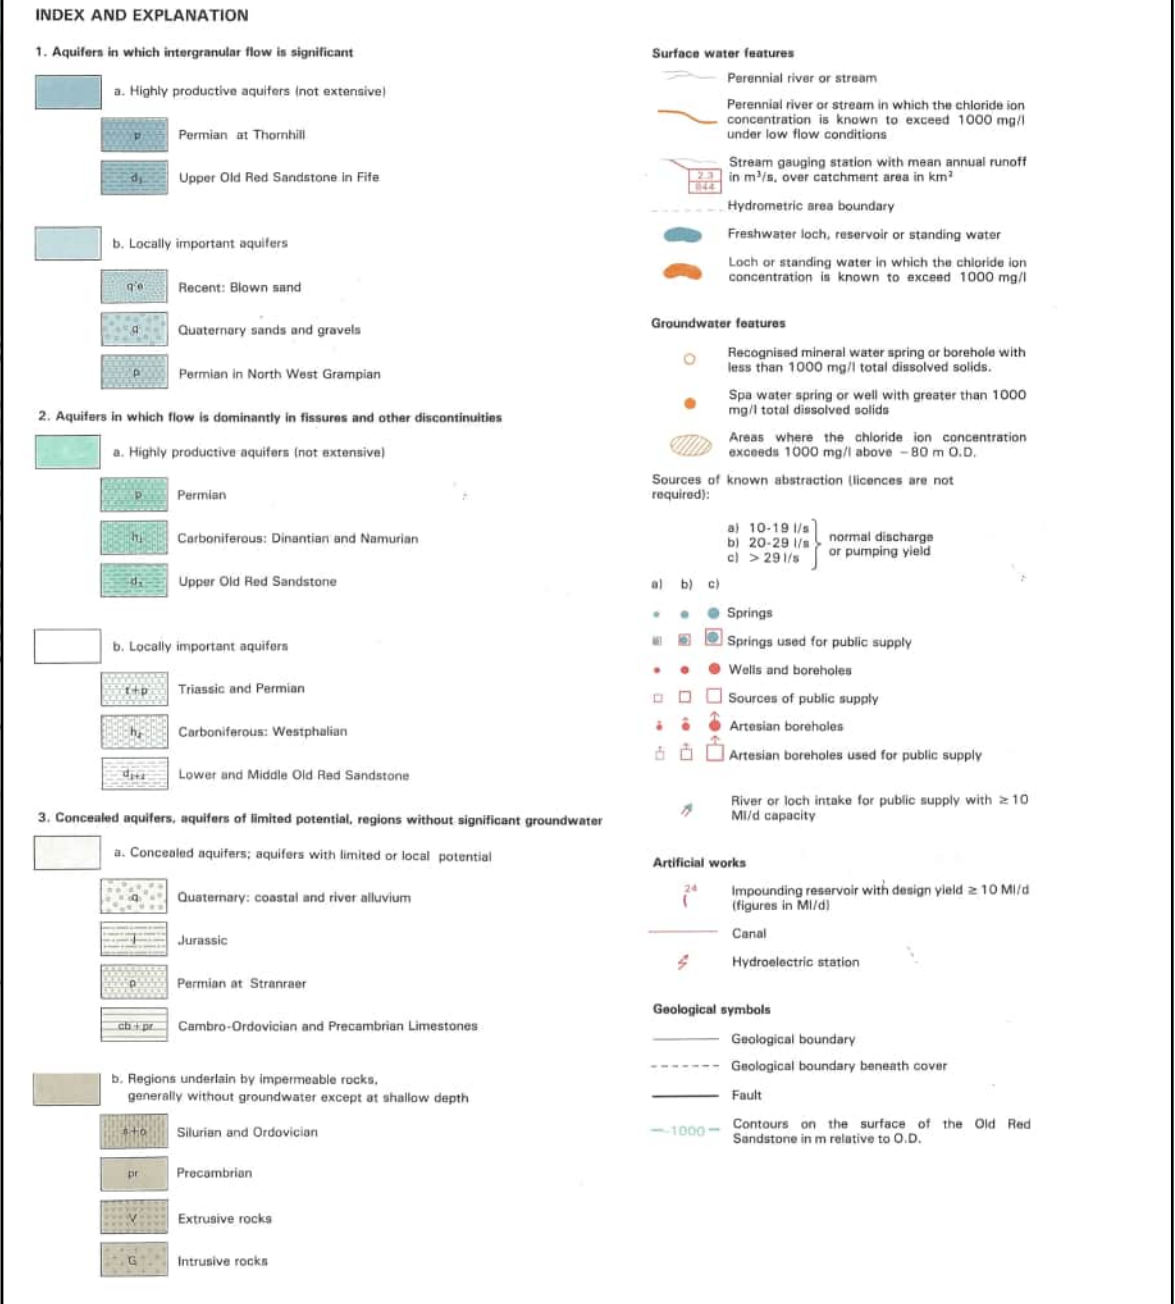 INDEX AND EXPLANATION
1. Aquifers in which intergranular flow is significant
a. Highly productive aquifers (not extensive)
p
Permian at Thornhill
d₃
Upper Old Red Sandstone in Fife
b. Locally important aquifers
Recent: Blown sand
q
Quaternary sands and gravels
p
Permian in North West Grampian
2. Aquifers in which flow is dominantly in fissures and other discontinuities
a. Highly productive aquifers (not extensive)
p
Permian
h₁
Carboniferous: Dinantian and Namurian
d₃
Upper Old Red Sandstone
b. Locally important aquifers
t+p
Triassic and Permian
h₂
Carboniferous: Westphalian
d₁₊₂
Lower and Middle Old Red Sandstone
3. Concealed aquifers, aquifers of limited potential, regions without significant groundwater
a. Concealed aquifers; aquifers with limited or local potential
q
Quaternary: coastal and river alluvium
j
Jurassic
p
Permian at Stranraer
cb + pr
Cambro-Ordovician and Precambrian Limestones
b. Regions underlain by impermeable rocks,
generally without groundwater except at shallow depth
s+o
Silurian and Ordovician
pr
Precambrian
V
Extrusive rocks
G
Intrusive rocks
Surface water features
Perennial river or stream
Perennial river or stream in which the chloride ion
concentration is known to exceed 1000 mg/l
under low flow conditions
2.3
844
Stream gauging station with mean annual runoff
in m³/s, over catchment area in km²
Hydrometric area boundary
Freshwater loch, reservoir or standing water
Loch or standing water in which the chloride ion
concentration is known to exceed 1000 mg/l
Groundwater features
Recognised mineral water spring or borehole with
less than 1000 mg/l total dissolved solids.
Spa water spring or well with greater than 1000
mg/l total dissolved solids
Areas where the chloride ion concentration
exceeds 1000 mg/l above −80 m O.D.
Sources of known abstraction (licences are not
required):
a) 10-19 l/s
b) 20-29 l/s
c) > 29 l/s
normal discharge
or pumping yield
a) b) c)
Springs
Springs used for public supply
Wells and boreholes
Sources of public supply
Artesian boreholes
Artesian boreholes used for public supply
River or loch intake for public supply with ≥ 10
Ml/d capacity
Artificial works
24
Impounding reservoir with design yield ≥ 10 Ml/d
(figures in Ml/d)
Canal
Hydroelectric station
Geological symbols
Geological boundary
Geological boundary beneath cover
Fault
-1000
Contours on the surface of the Old Red
Sandstone in m relative to O.D.